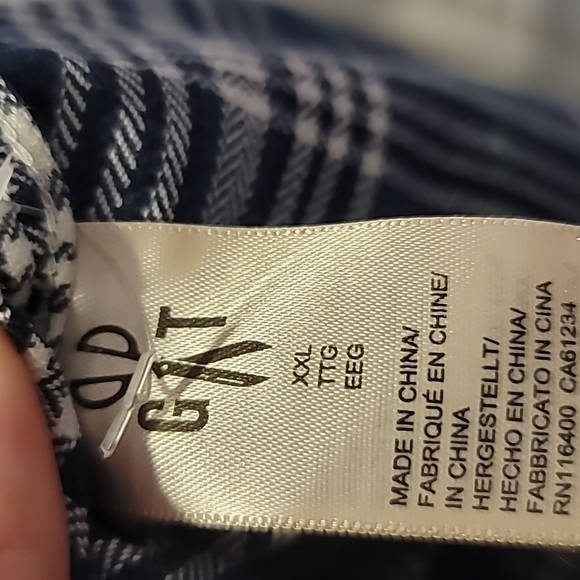 XXL
TTG
EEG
MADE IN CHINA/
FABRIQUÉ EN CHINE/
IN CHINA
HERGESTELLT/
HECHO EN CHINA/
FABBRICATO IN CINA
RN116400 CA61234